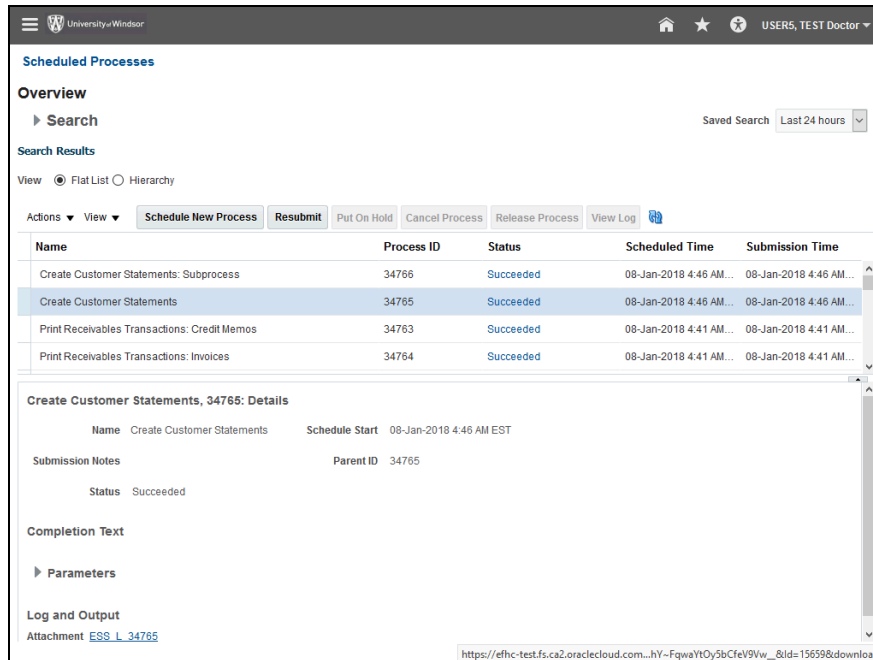 University of Windsor
USER5, TEST Doctor
Scheduled Processes
Overview
Search
Saved Search Last 24 hours
Search Results
View Flat List Hierarchy
Actions View Schedule New Process Resubmit Put On Hold Cancel Process Release Process View Log
Name Process ID Status Scheduled Time Submission Time
Create Customer Statements: Subprocess 34766 Succeeded 08-Jan-2018 4:46 AM... 08-Jan-2018 4:46 AM...
Create Customer Statements 34765 Succeeded 08-Jan-2018 4:46 AM... 08-Jan-2018 4:46 AM...
Print Receivables Transactions: Credit Memos 34763 Succeeded 08-Jan-2018 4:41 AM... 08-Jan-2018 4:41 AM...
Print Receivables Transactions: Invoices 34764 Succeeded 08-Jan-2018 4:41 AM... 08-Jan-2018 4:41 AM...
Create Customer Statements, 34765: Details
Name Create Customer Statements Schedule Start 08-Jan-2018 4:46 AM EST
Submission Notes Parent ID 34765
Status Succeeded
Completion Text
Parameters
Log and Output
Attachment ESS_L_34765
https://efhc-test.fs.ca2.oraclecloud.com...hY~FqwaYtOy5bCfeV9Vw_&Id=15659&downloa